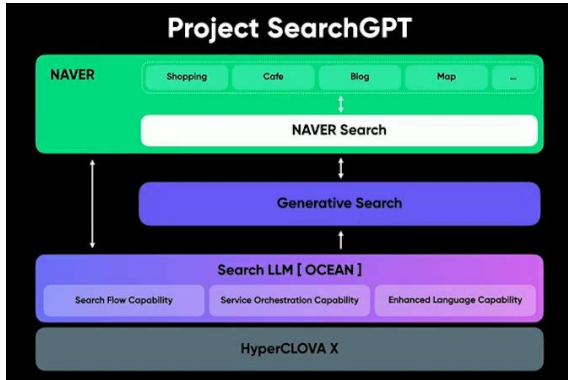 Project SearchGPT
NAVER
Shopping Cafe Blog Map ...
NAVER Search
Generative Search
Search LLM [ OCEAN ]
Search Flow Capability Service Orchestration Capability Enhanced Language Capability
HyperCLOVA X